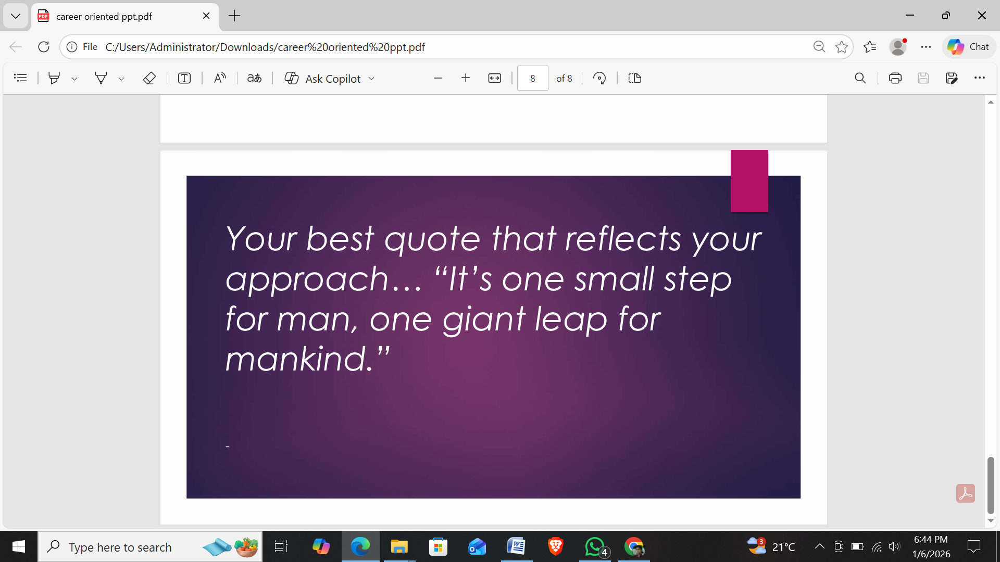 career oriented ppt.pdf
File C:/Users/Administrator/Downloads/career%20oriented%20ppt.pdf
Chat
Ask Copilot
8 of 8
Your best quote that reflects your
approach… “It’s one small step
for man, one giant leap for
mankind.”
-
Type here to search
4
3
21°C
6:44 PM
1/6/2026